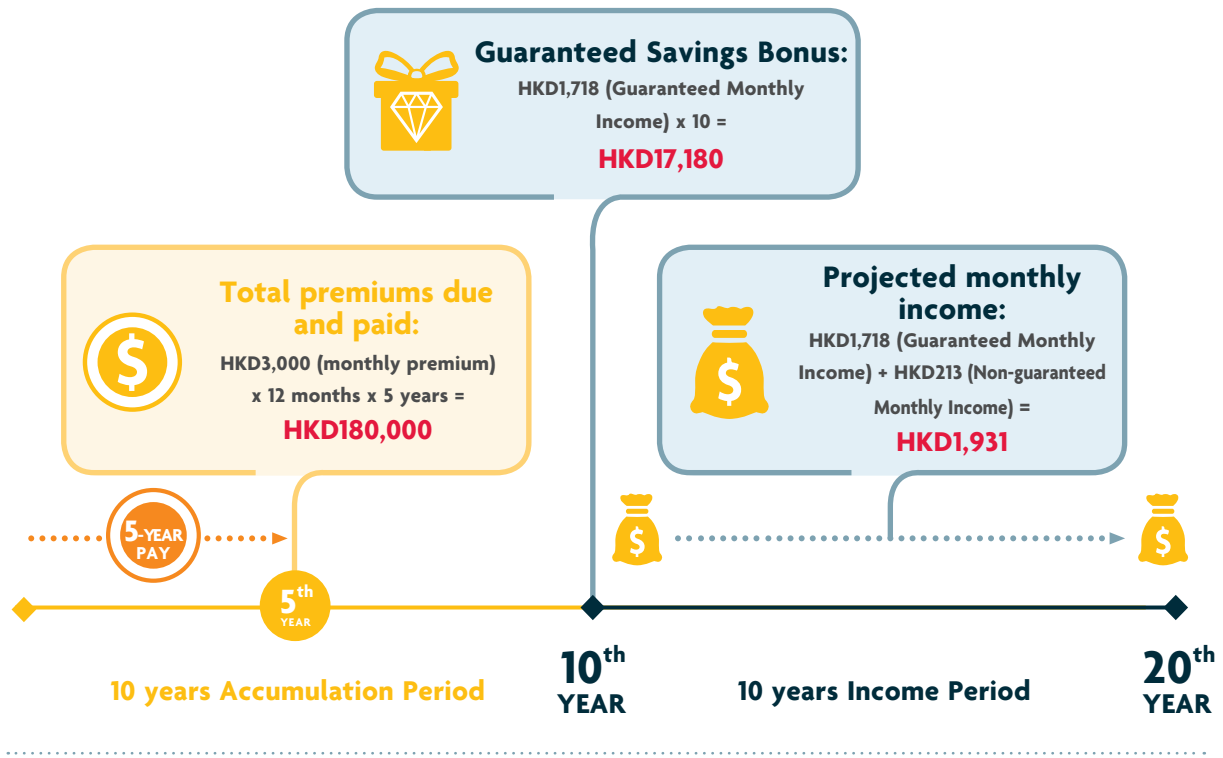 Guaranteed Savings Bonus:
HKD1,718 (Guaranteed Monthly
Income) x 10 =
HKD17,180
Total premiums due
and paid:
HKD3,000 (monthly premium)
x 12 months x 5 years =
HKD180,000
Projected monthly
income:
HKD1,718 (Guaranteed Monthly
Income) + HKD213 (Non-guaranteed
Monthly Income) =
HKD1,931
$
$
5-YEAR
PAY
$
$
5th
YEAR
10 years Accumulation Period
10th
YEAR
10 years Income Period
20th
YEAR